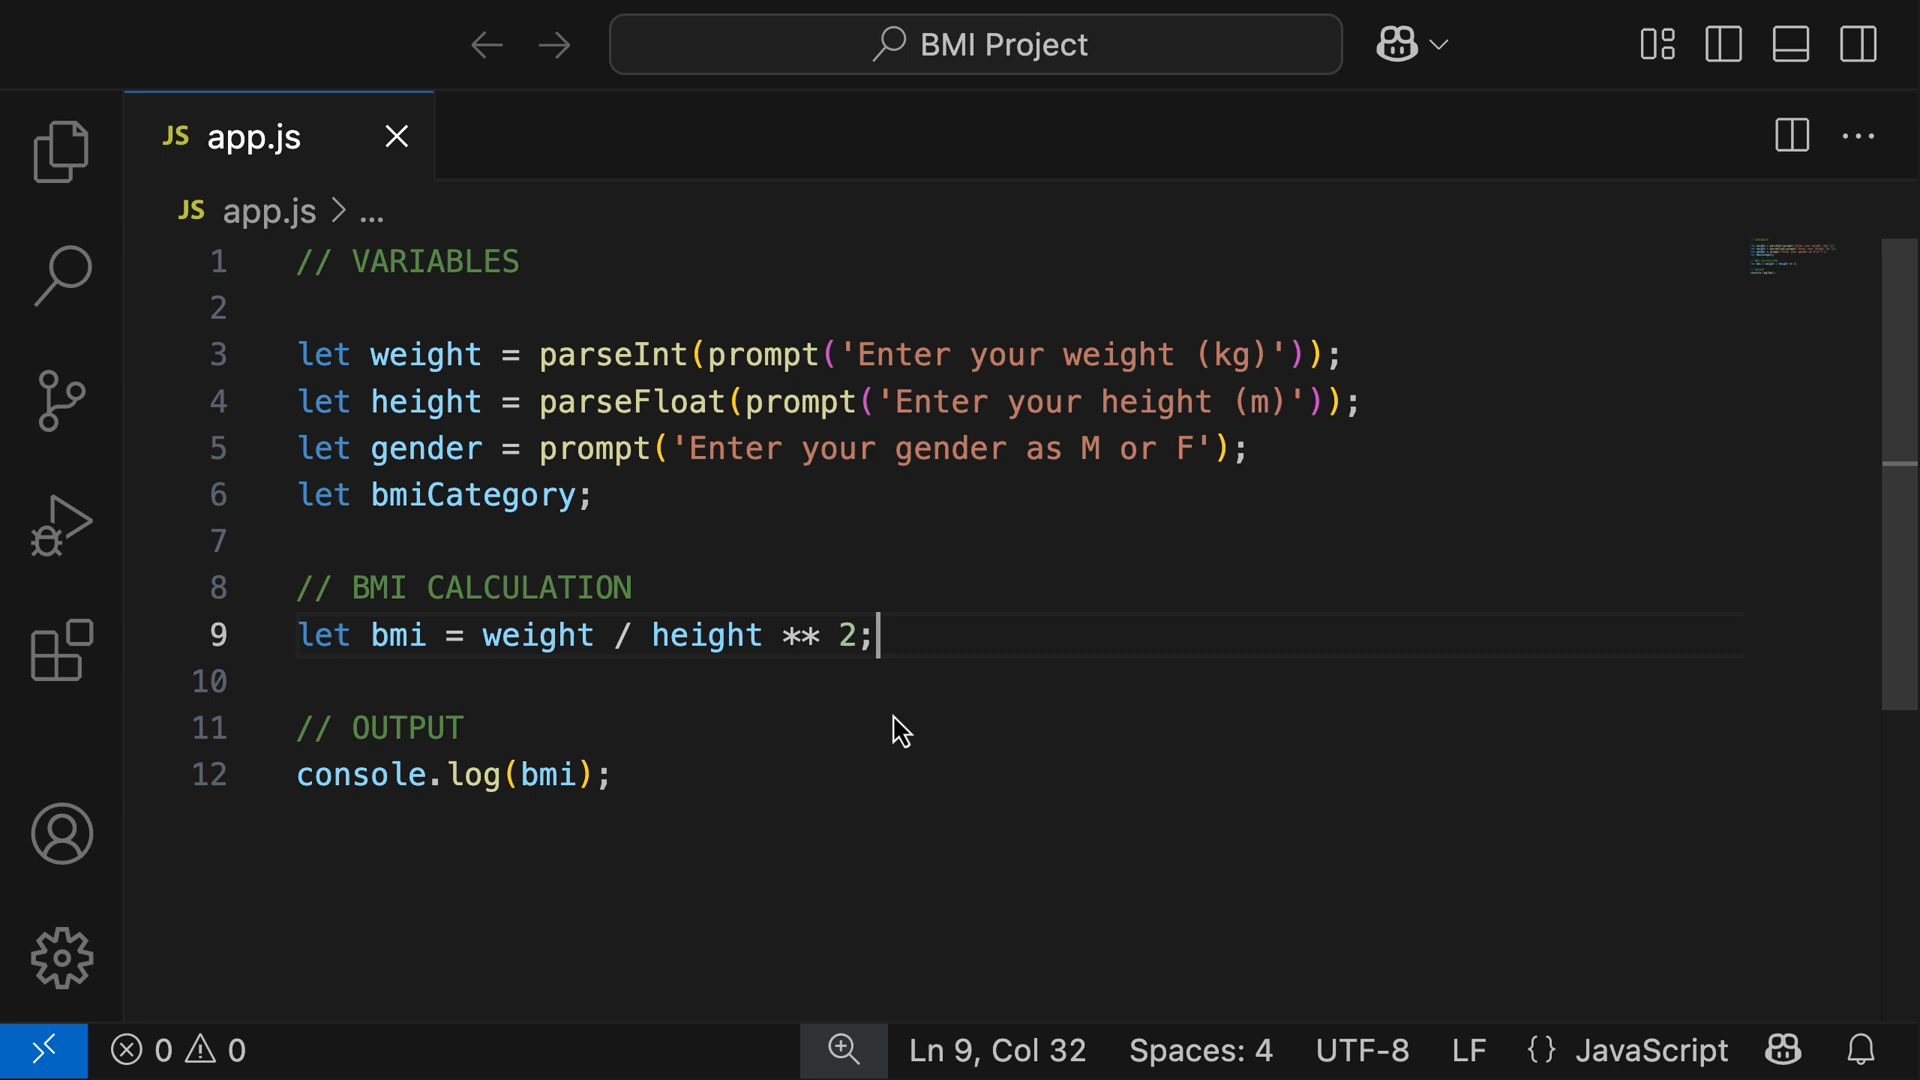 BMI Project
JS app.js
JS app.js > ...
1 // VARIABLES
2
3 let weight = parseInt(prompt('Enter your weight (kg)'));
4 let height = parseFloat(prompt('Enter your height (m)'));
5 let gender = prompt('Enter your gender as M or F');
6 let bmiCategory;
7
8 // BMI CALCULATION
9 let bmi = weight / height ** 2;
10
11 // OUTPUT
12 console.log(bmi);
0 0 Ln 9, Col 32 Spaces: 4 UTF-8 LF {} JavaScript